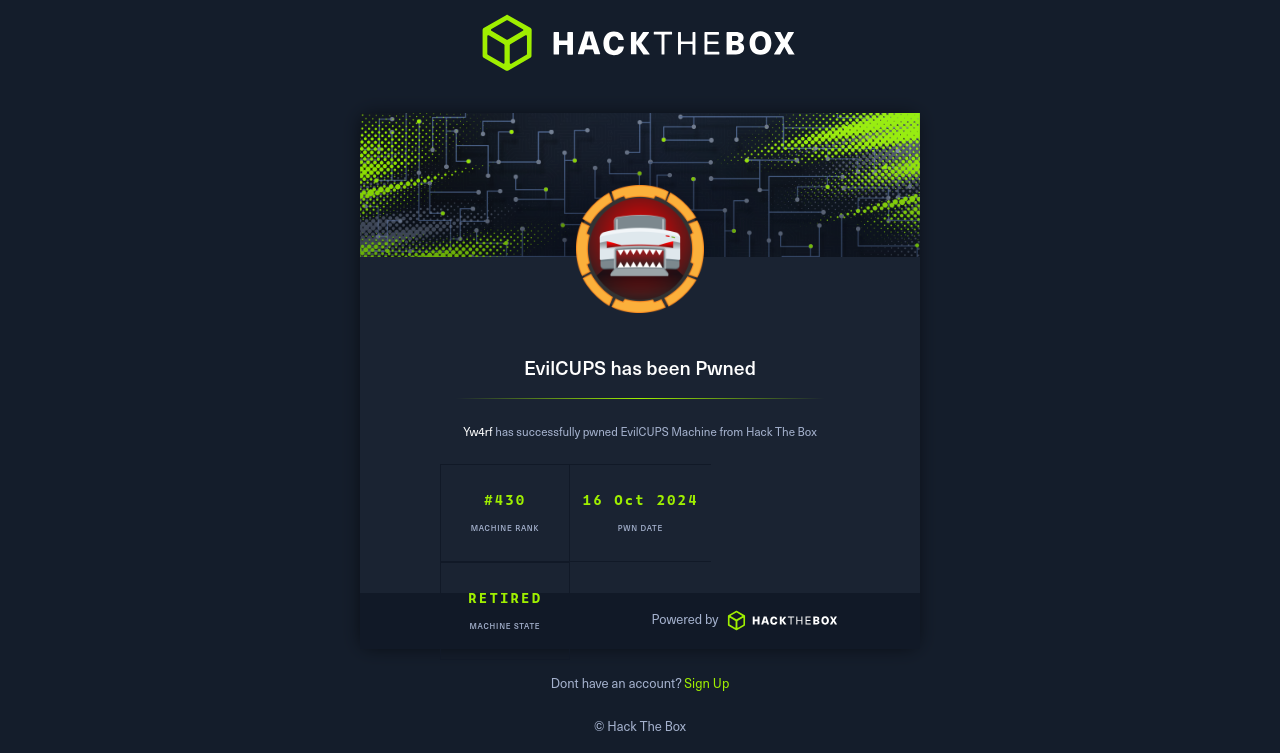 HACKTHEBOX
EvilCUPS has been Pwned
Yw4rf has successfully pwned EvilCUPS Machine from Hack The Box
#430
MACHINE RANK
16 Oct 2024
PWN DATE
RETIRED
MACHINE STATE
Powered by HACKTHEBOX
Dont have an account? Sign Up
© Hack The Box